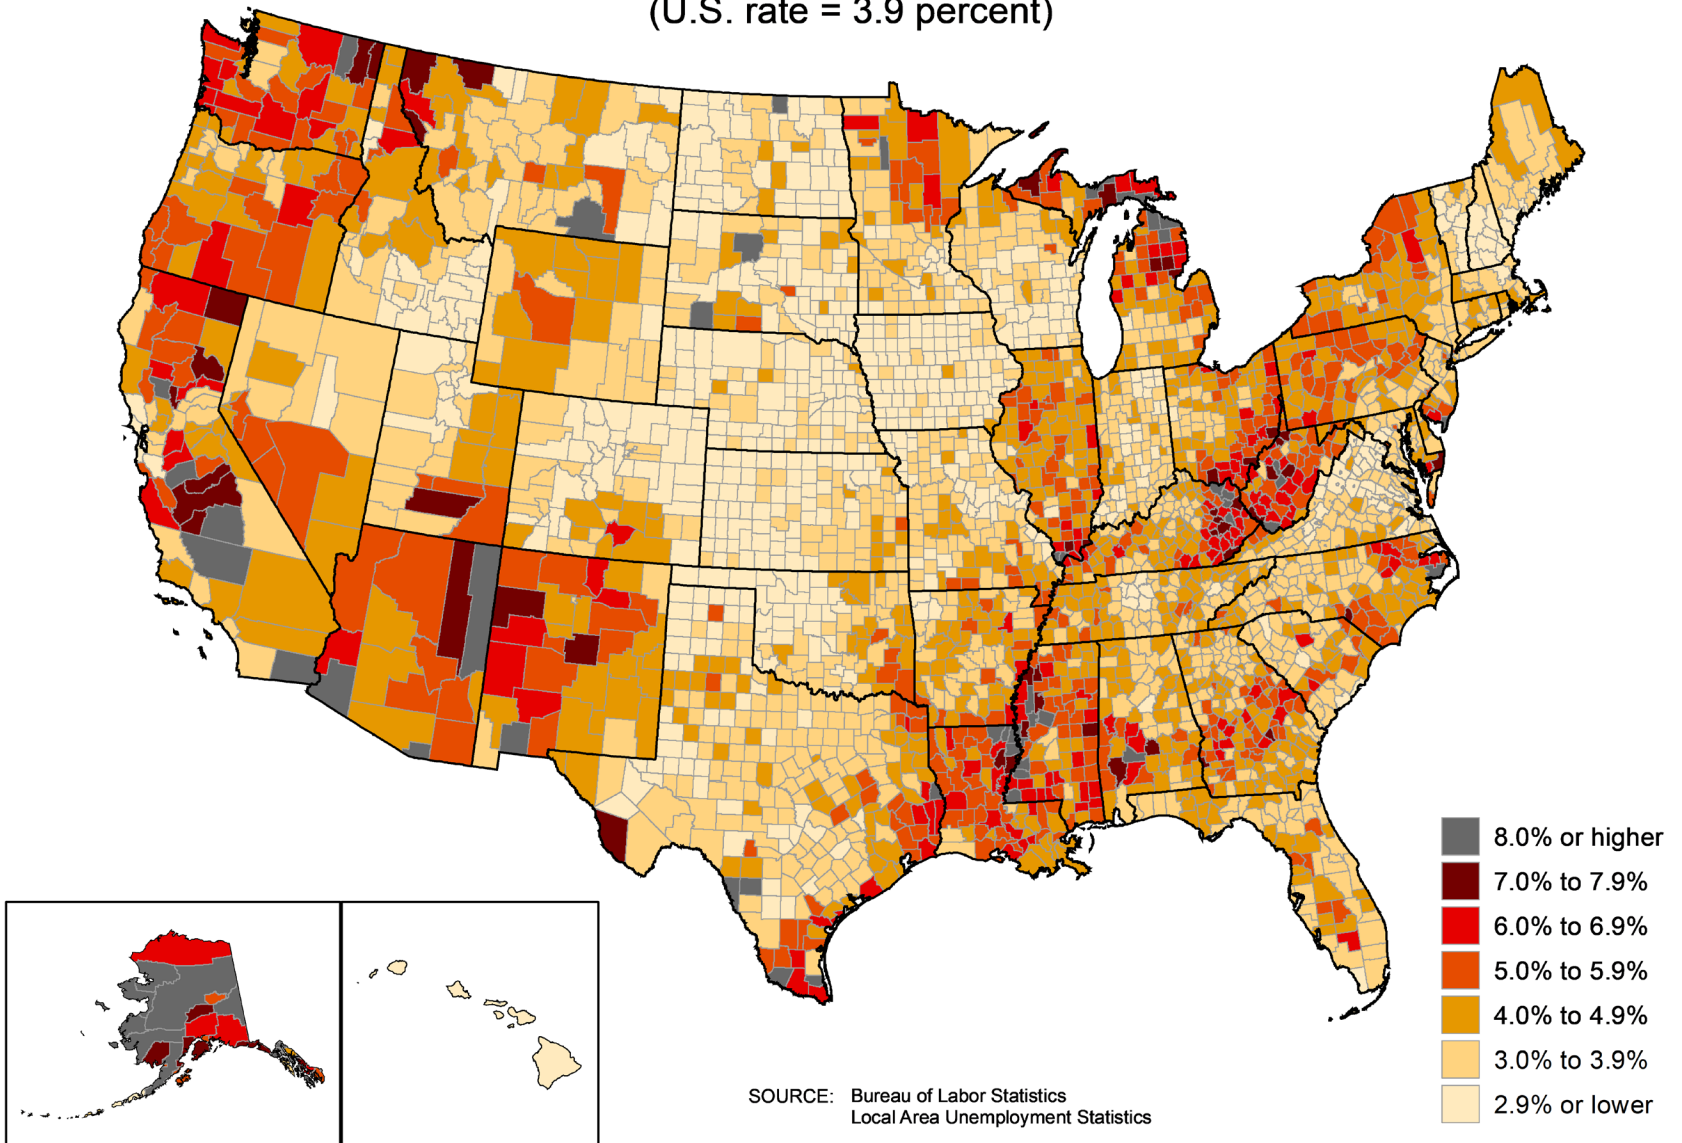 (U.S. rate = 3.9 percent)
8.0% or higher
7.0% to 7.9%
6.0% to 6.9%
5.0% to 5.9%
4.0% to 4.9%
3.0% to 3.9%
2.9% or lower
SOURCE: Bureau of Labor Statistics
Local Area Unemployment Statistics